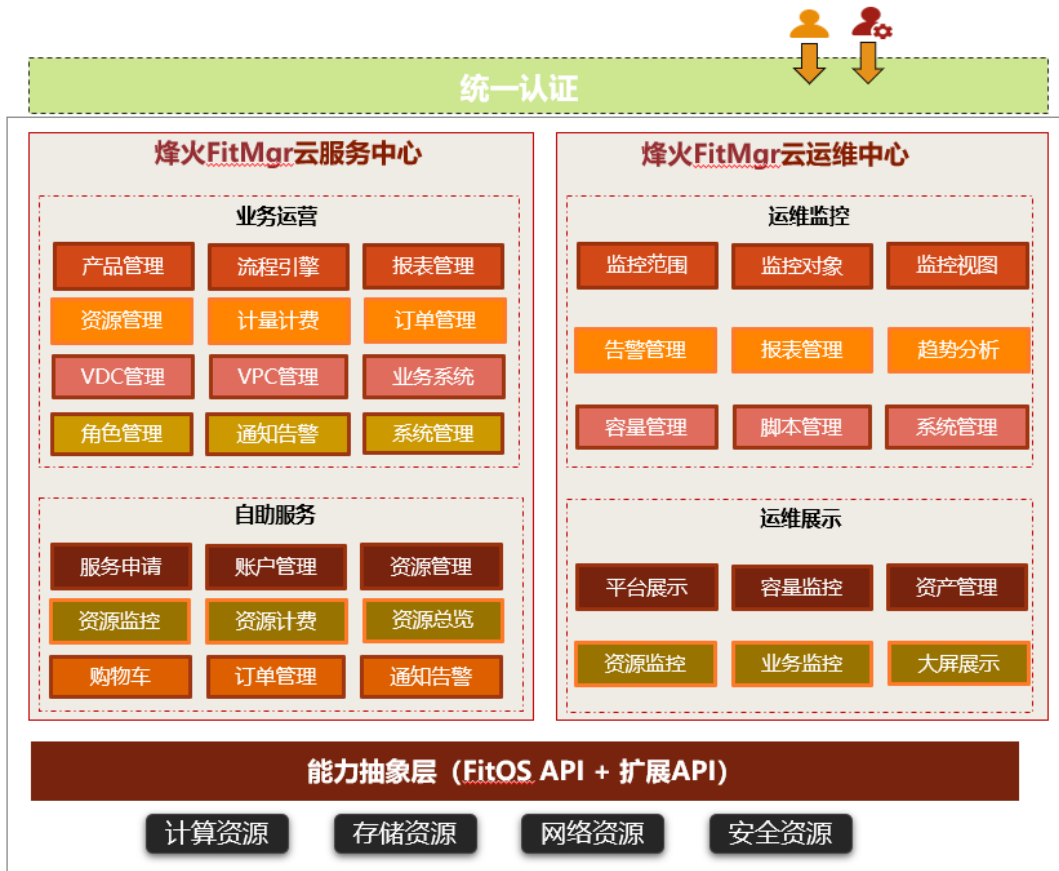 统一认证
烽火FitMgr云服务中心
业务运营
产品管理 流程引擎 报表管理
资源管理 计量计费 订单管理
VDC管理 VPC管理 业务系统
角色管理 通知告警 系统管理
自助服务
服务申请 账户管理 资源管理
资源监控 资源计费 资源总览
购物车 订单管理 通知告警
烽火FitMgr云运维中心
运维监控
监控范围 监控对象 监控视图
告警管理 报表管理 趋势分析
容量管理 脚本管理 系统管理
运维展示
平台展示 容量监控 资产管理
资源监控 业务监控 大屏展示
能力抽象层（FitOS API + 扩展API）
计算资源 存储资源 网络资源 安全资源